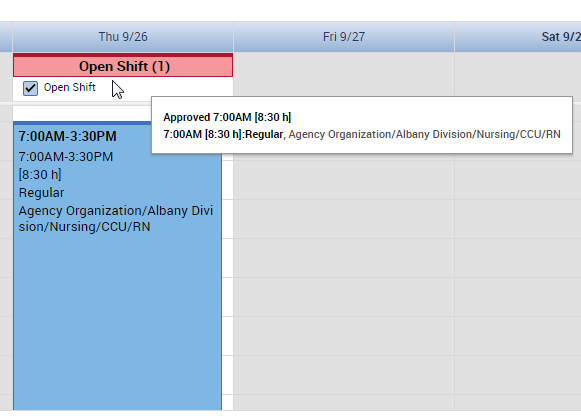 Thu 9/26
Fri 9/27
Sat 9/2
Open Shift (1)
Open Shift
Approved 7:00AM [8:30 h]
7:00AM [8:30 h]:Regular, Agency Organization/Albany Division/Nursing/CCU/RN
7:00AM-3:30PM
7:00AM-3:30PM
[8:30 h]
Regular
Agency Organization/Albany Divi
sion/Nursing/CCU/RN